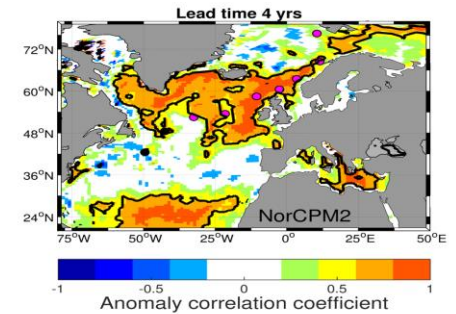 Lead time 4 yrs
72°N
60°N
48°N
36°N
24°N
NorCPM2
75°W 50°W 25°W 0°E 25°E 50°E
-1 -0.5 0 0.5 1
Anomaly correlation coefficient